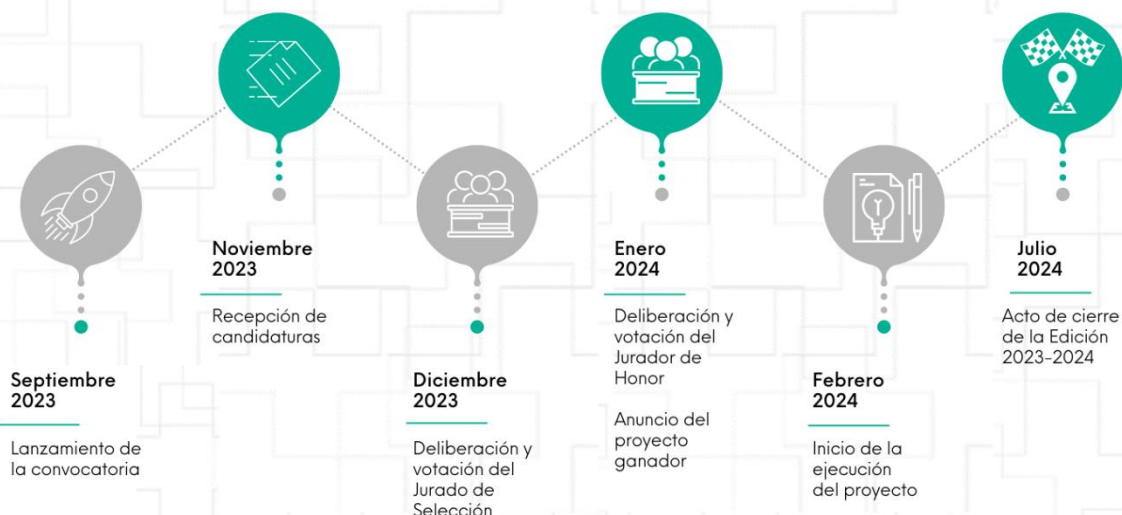 Septiembre
2023
Lanzamiento de
la convocatoria
Noviembre
2023
Recepción de
candidaturas
Diciembre
2023
Deliberación y
votación del
Jurado de
Selección
Enero
2024
Deliberación y
votación del
Jurador de
Honor
Anuncio del
proyecto
ganador
Febrero
2024
Inicio de la
ejecución
del proyecto
Julio
2024
Acto de cierre
de la Edición
2023-2024